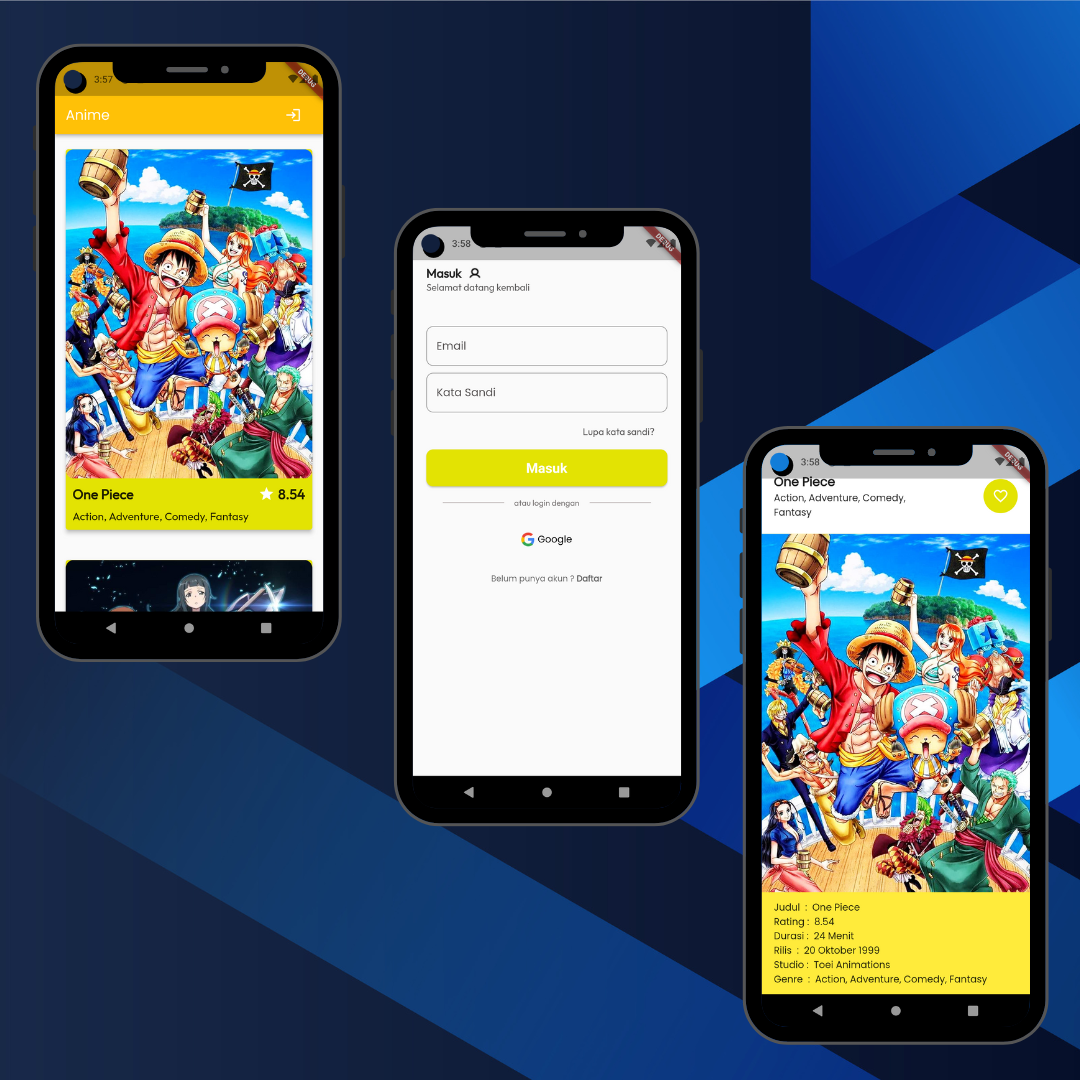 3:57
DEBUG
Anime
One Piece
8.54
Action, Adventure, Comedy, Fantasy
3:58
DEBUG
Masuk
Selamat datang kembali
Email
Kata Sandi
Lupa kata sandi?
Masuk
atau login dengan
Google
Belum punya akun ? Daftar
3:58
DEBUG
One Piece
Action, Adventure, Comedy,
Fantasy
Judul : One Piece
Rating : 8.54
Durasi : 24 Menit
Rilis : 20 Oktober 1999
Studio : Toei Animations
Genre : Action, Adventure, Comedy, Fantasy